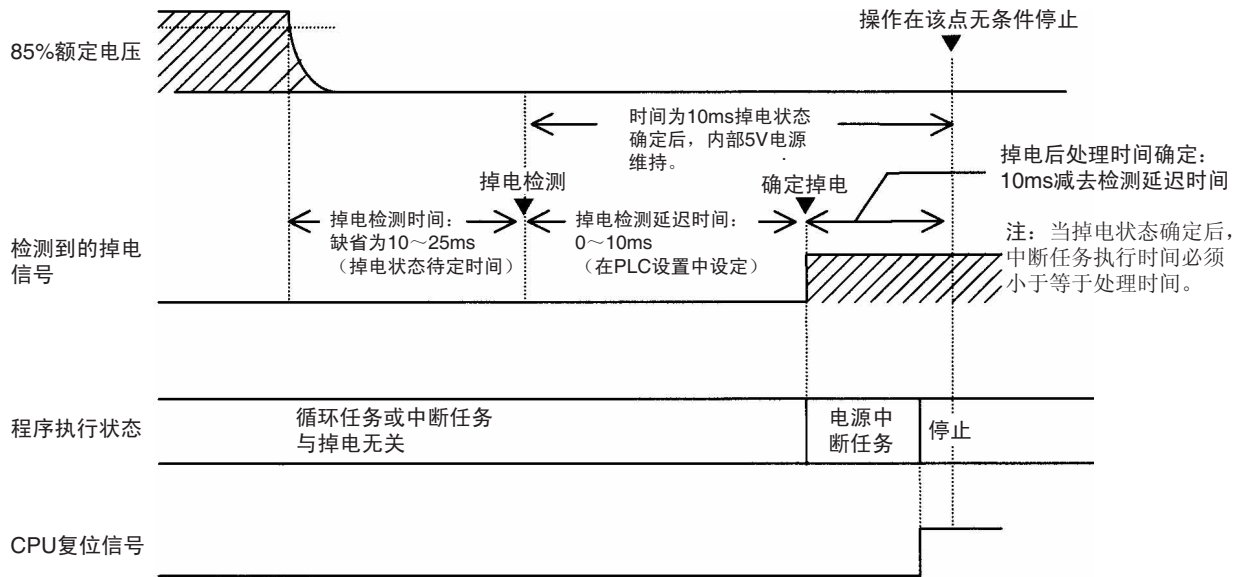 操作在该点无条件停止
85%额定电压
时间为10ms掉电状态
确定后，内部5V电源
维持。
掉电后处理时间确定：
10ms减去检测延迟时间
掉电检测
确定掉电
掉电检测时间：
缺省为10～25ms
（掉电状态待定时间）
掉电检测延迟时间：
0～10ms
（在PLC设置中设定）
检测到的掉电
信号
注：当掉电状态确定后，
中断任务执行时间必须
小于等于处理时间。
程序执行状态
循环任务或中断任务
与掉电无关
电源中
断任务
停止
CPU复位信号